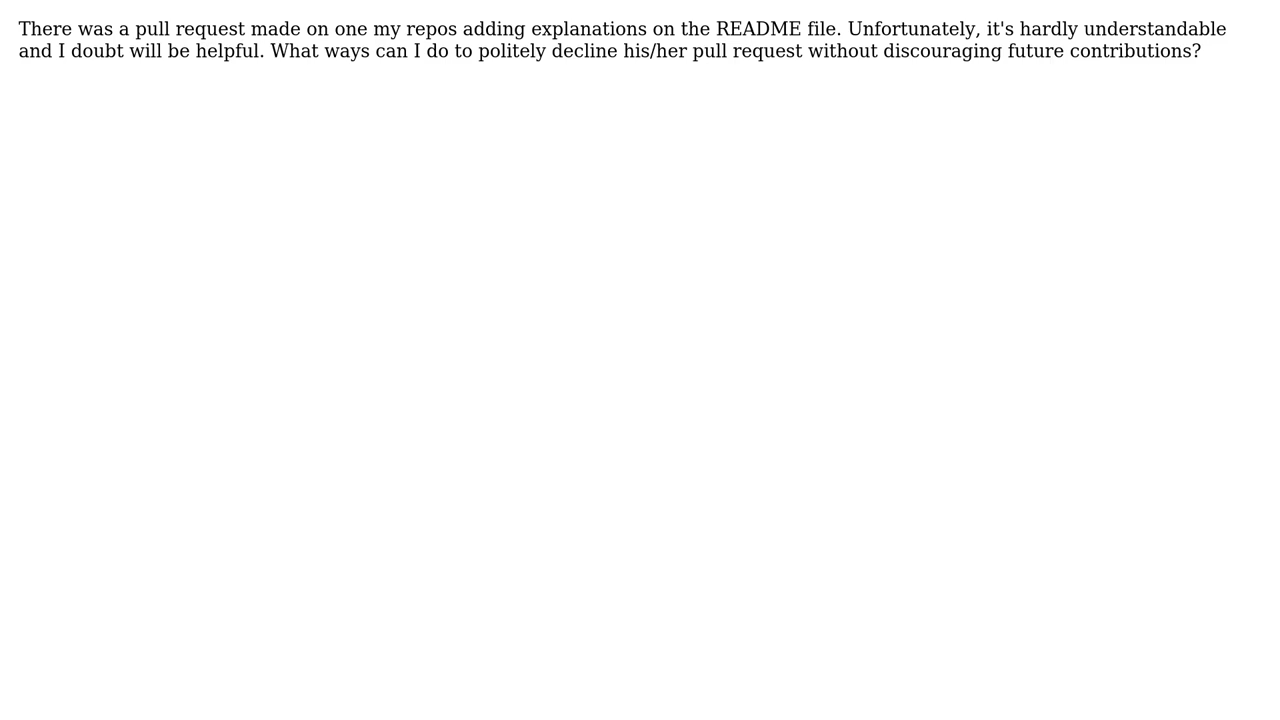 There was a pull request made on one my repos adding explanations on the README file. Unfortunately, it's hardly understandable
and I doubt will be helpful. What ways can I do to politely decline his/her pull request without discouraging future contributions?